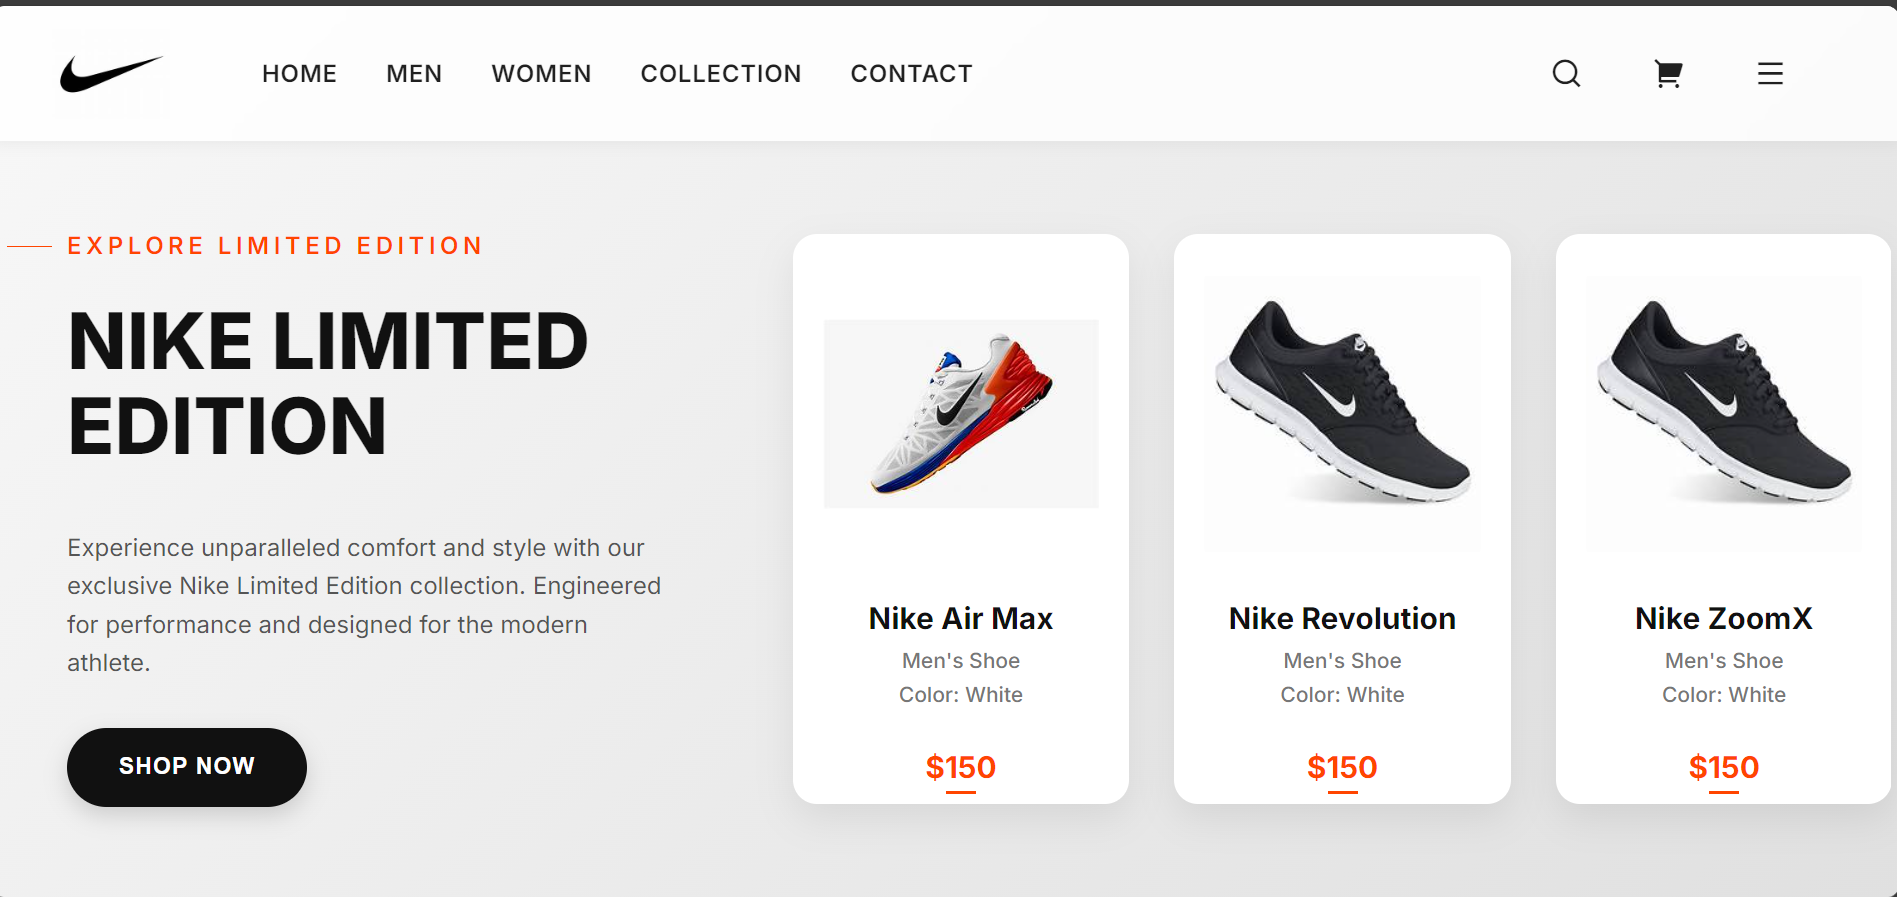 HOME MEN WOMEN COLLECTION CONTACT
EXPLORE LIMITED EDITION
NIKE LIMITED
EDITION
Experience unparalleled comfort and style with our
exclusive Nike Limited Edition collection. Engineered
for performance and designed for the modern
athlete.
SHOP NOW
Nike Air Max
Men's Shoe
Color: White
$150
Nike Revolution
Men's Shoe
Color: White
$150
Nike ZoomX
Men's Shoe
Color: White
$150